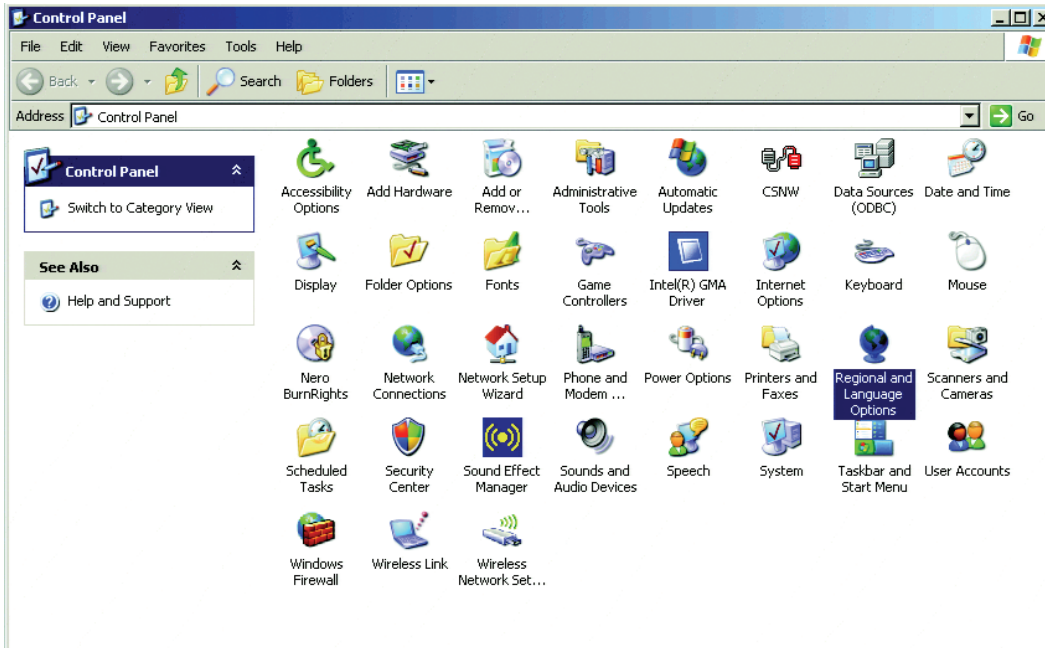 Control Panel
File Edit View Favorites Tools Help
Back Search Folders
Address Control Panel Go
Control Panel
Switch to Category View
See Also
Help and Support
Accessibility Options
Add Hardware
Add or Remov...
Administrative Tools
Automatic Updates
CSNW
Data Sources (ODBC)
Date and Time
Display
Folder Options
Fonts
Game Controllers
Intel(R) GMA Driver
Internet Options
Keyboard
Mouse
Nero BurnRights
Network Connections
Network Setup Wizard
Phone and Modem ...
Power Options
Printers and Faxes
Regional and Language Options
Scanners and Cameras
Scheduled Tasks
Security Center
Sound Effect Manager
Sounds and Audio Devices
Speech
System
Taskbar and Start Menu
User Accounts
Windows Firewall
Wireless Link
Wireless Network Set...